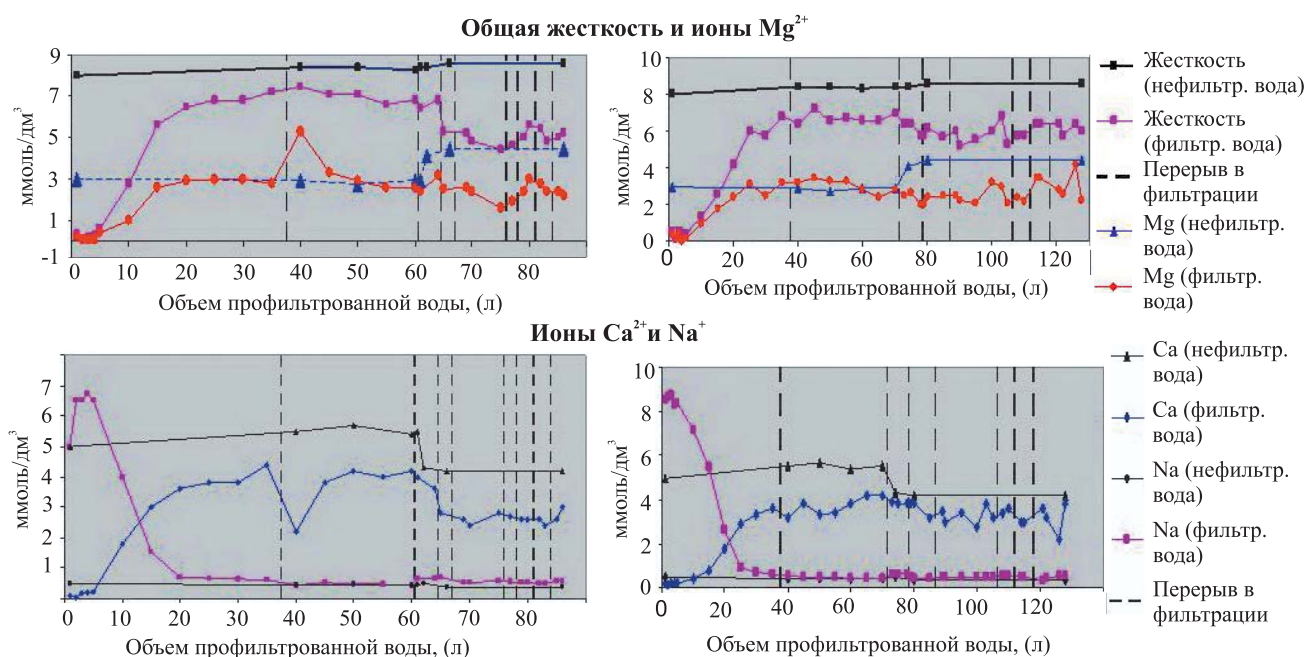 Общая жесткость и ионы Mg²⁺
ммоль/дм³
9
7
5
3
1
-1
0 10 20 30 40 50 60 70 80
Объем профильтрованной воды, (л)
ммоль/дм³
10
8
6
4
2
0
0 20 40 60 80 100 120
Объем профильтрованной воды, (л)
Жесткость
(нефильтр. вода)
Жесткость
(фильтр. вода)
Перерыв в
фильтрации
Mg (нефильтр.
вода)
Mg (фильтр.
вода)
Ионы Ca²⁺и Na⁺
ммоль/дм³
7
6
5
4
3
2
1
0 10 20 30 40 50 60 70 80
Объем профильтрованной воды, (л)
ммоль/дм³
10
8
6
4
2
0
0 20 40 60 80 100 120
Объем профильтрованной воды, (л)
Ca (нефильтр.
вода)
Ca (фильтр.
вода)
Na (нефильтр.
вода)
Na (фильтр.
вода)
Перерыв в
фильтрации